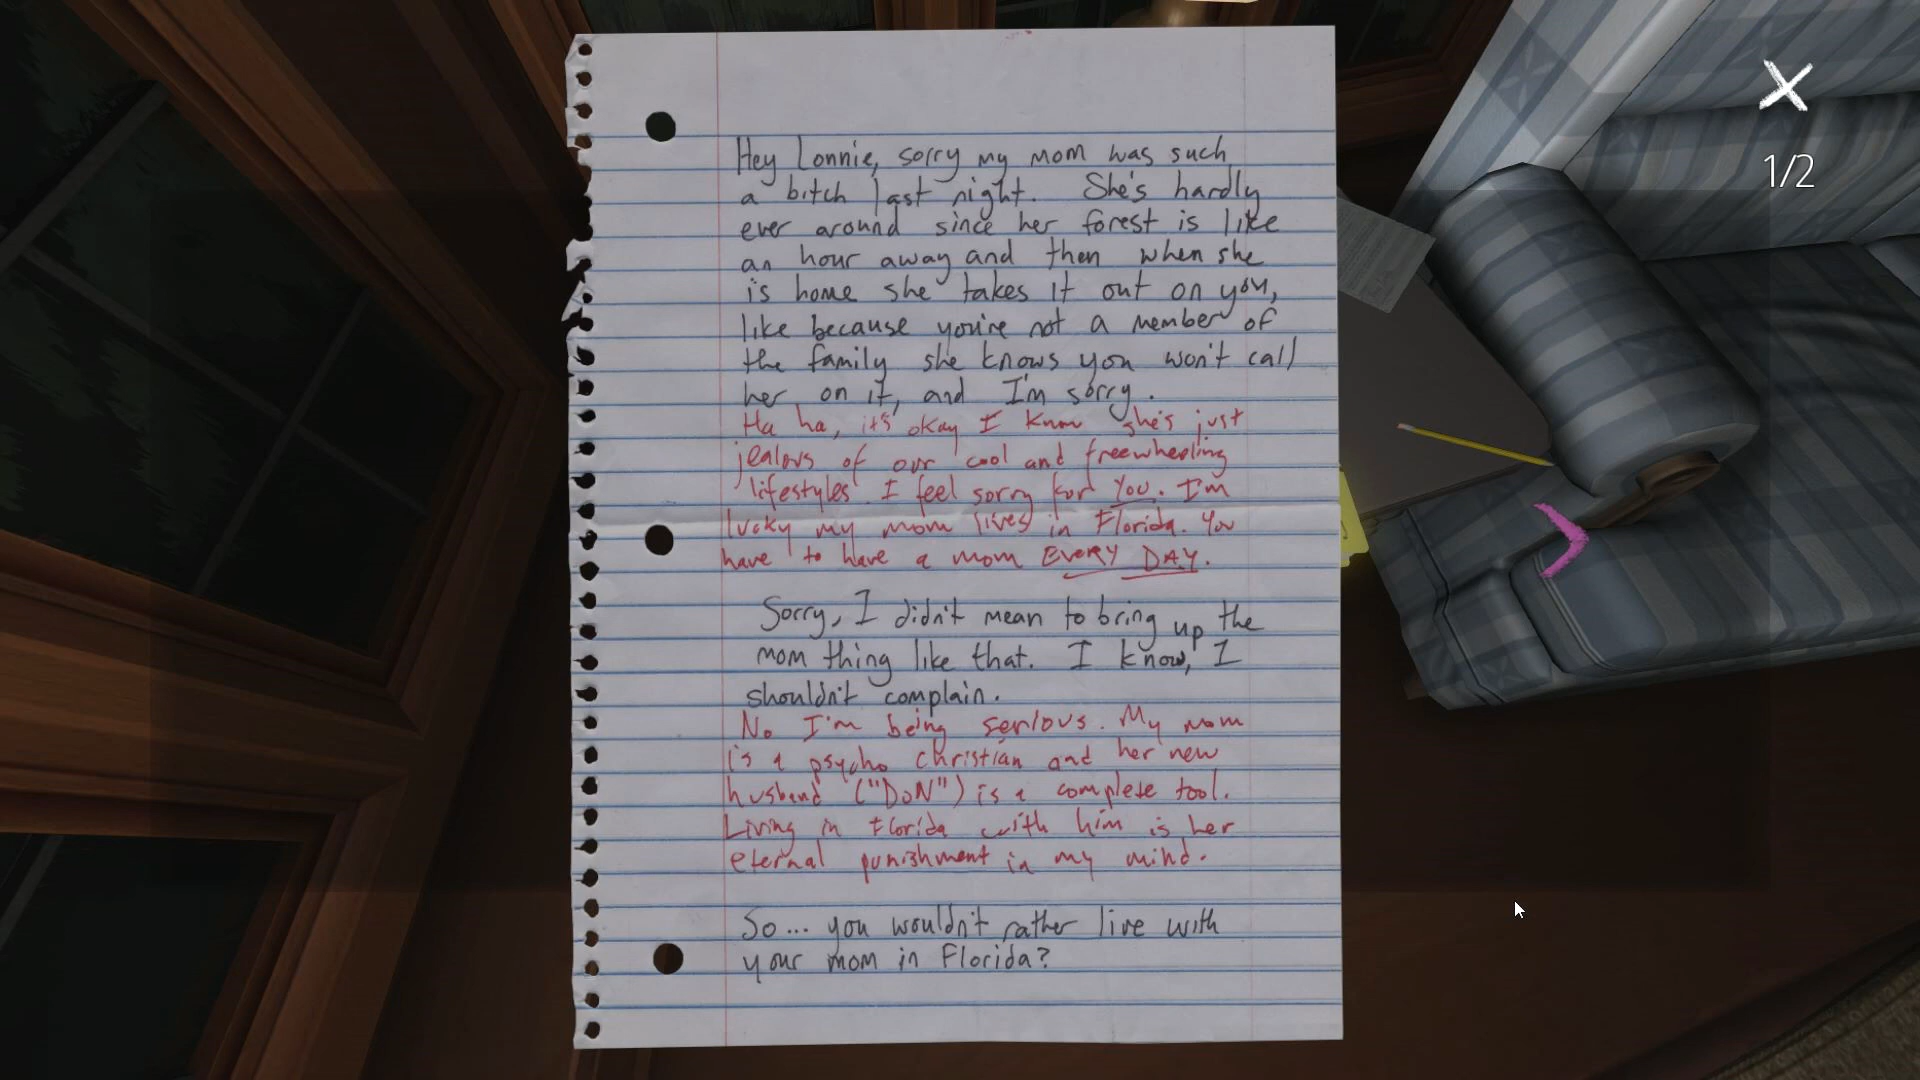 Hey Lonnie, sorry my mom was such
a bitch last night. She's hardly
ever around since her forest is like
an hour away and then when she
is home she takes it out on you,
like because you're not a member of
the family she knows you won't call
her on it, and I'm sorry.
Ha ha, it's okay I know she's just
jealous of our cool and freewheeling
lifestyles. I feel sorry for you. I'm
lucky my mom lives in Florida. You
have to have a mom EVERY DAY.
Sorry, I didn't mean to bring up the
mom thing like that. I know, I
shouldn't complain.
No I'm being serious. My mom
is a psycho christian and her new
husband ("DoN") is a complete tool.
Living in Florida with him is her
eternal punishment in my mind.
So... you wouldn't rather live with
your mom in Florida?
1/2